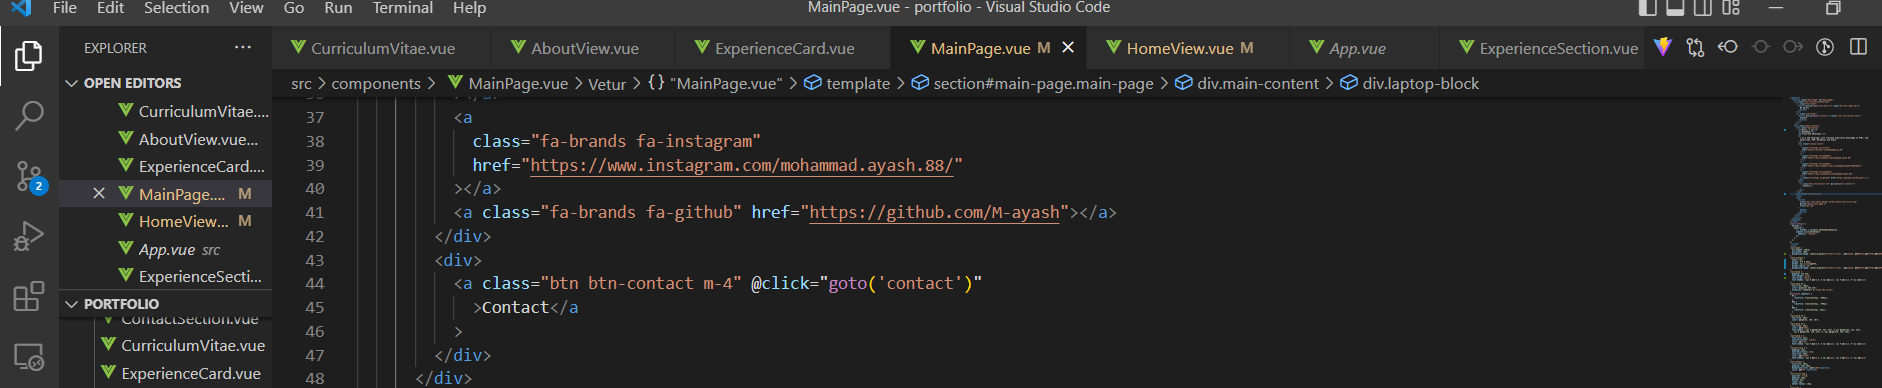 File Edit Selection View Go Run Terminal Help MainPage.vue - portfolio - Visual Studio Code
EXPLORER ... CurriculumVitae.vue AboutView.vue ExperienceCard.vue MainPage.vue M HomeView.vue M App.vue ExperienceSection.vue
src > components > MainPage.vue > Vetur > {} "MainPage.vue" > template > section#main-page.main-page > div.main-content > div.laptop-block
OPEN EDITORS
CurriculumVitae....
AboutView.vue...
ExperienceCard....
MainPage.... M
HomeView... M
App.vue src
ExperienceSecti...
2
PORTFOLIO
ContactSection.vue
CurriculumVitae.vue
ExperienceCard.vue
></a>
37 <a
38 class="fa-brands fa-instagram"
39 href="https://www.instagram.com/mohammad.ayash.88/"
40 ></a>
41 <a class="fa-brands fa-github" href="https://github.com/M-ayash"></a>
42 </div>
43 <div>
44 <a class="btn btn-contact m-4" @click="goto('contact')"
45 >Contact</a
46 >
47 </div>
48 </div>